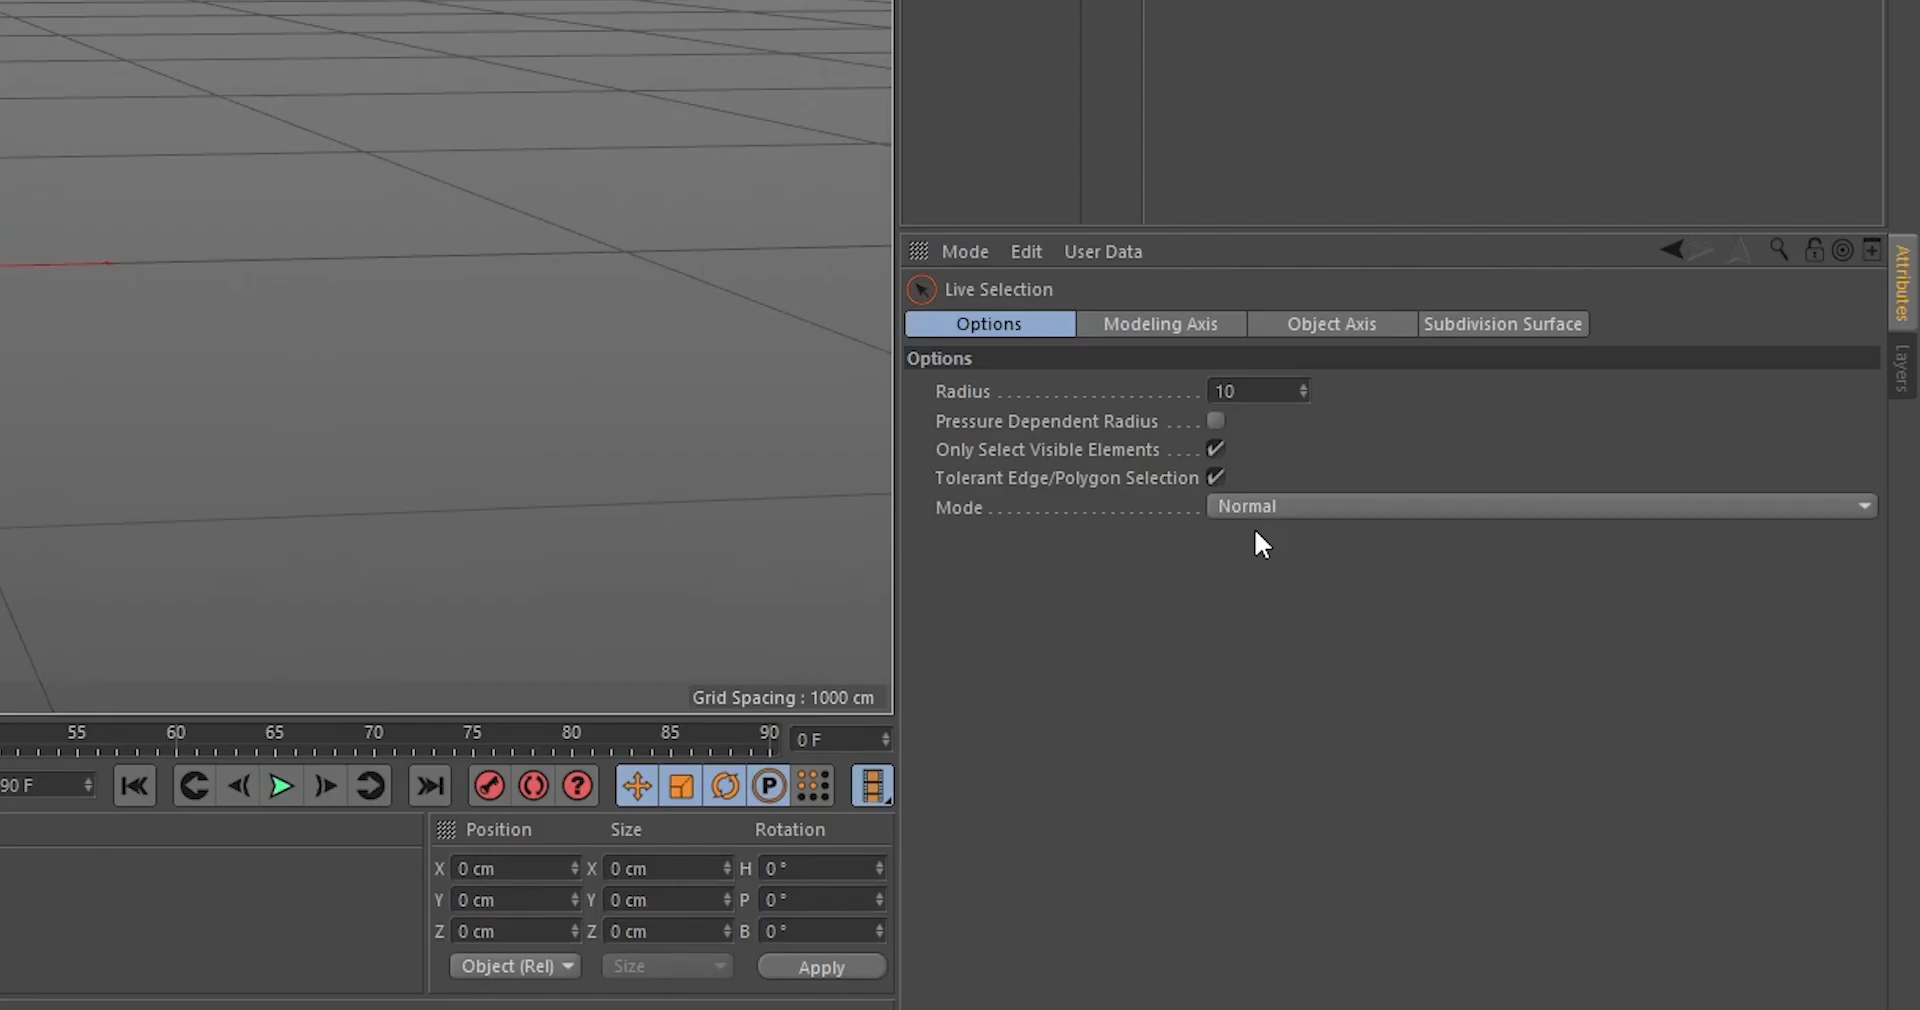 Mode Edit User Data
Attributes
Layers
Live Selection
Options Modeling Axis Object Axis Subdivision Surface
Options
Radius . . . . . . . . . . . . . . . . . . . . . . 10
Pressure Dependent Radius . . . .
Only Select Visible Elements . . . .
Tolerant Edge/Polygon Selection
Mode . . . . . . . . . . . . . . . . . . . . . . . Normal
Grid Spacing : 1000 cm
55 60 65 70 75 80 85 90 0 F
90 F ? P
Position Size Rotation
X 0 cm X 0 cm H 0 °
Y 0 cm Y 0 cm P 0 °
Z 0 cm Z 0 cm B 0 °
Object (Rel) Size Apply